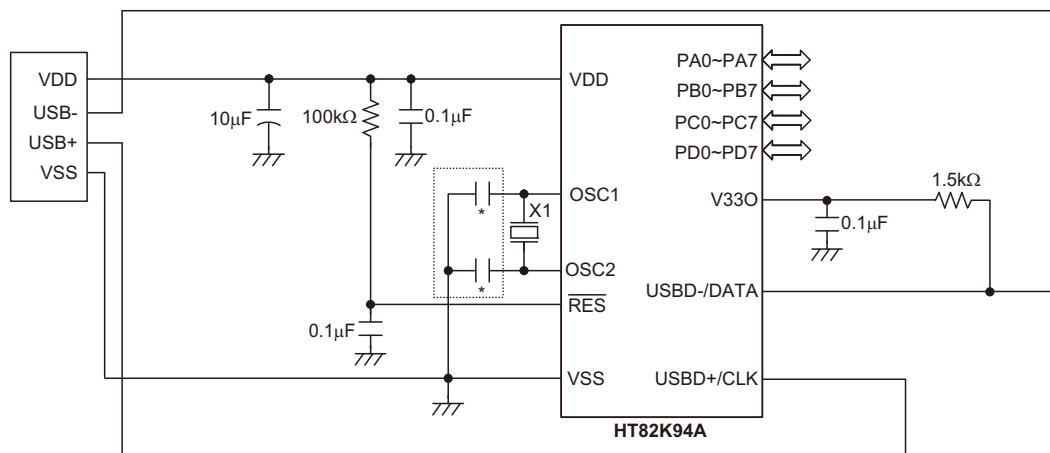 VDD
USB-
USB+
VSS
10μF
100kΩ
0.1μF
*
*
X1
0.1μF
VDD
OSC1
OSC2
RES
VSS
PA0~PA7
PB0~PB7
PC0~PC7
PD0~PD7
V33O
USBD-/DATA
USBD+/CLK
1.5kΩ
0.1μF
HT82K94A